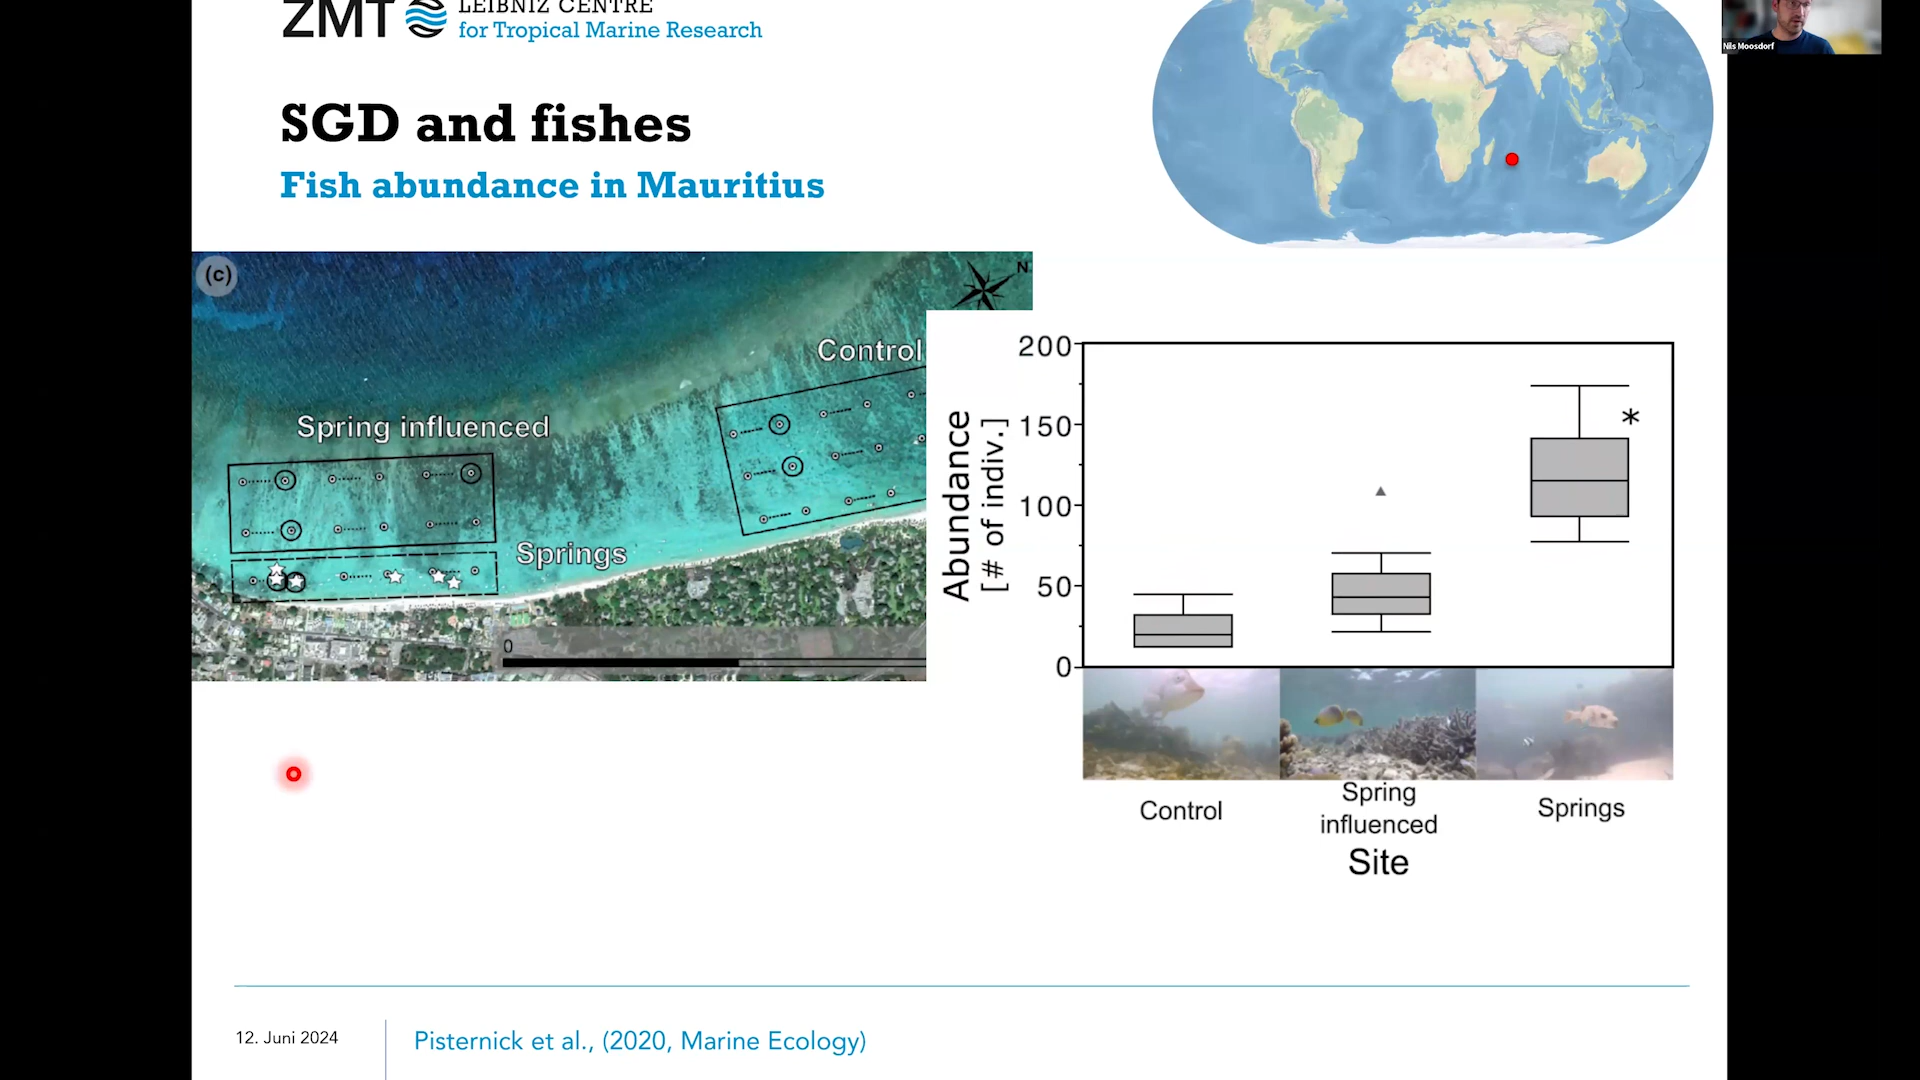 ZMT LEIBNIZ CENTRE
for Tropical Marine Research
Nils Moosdorf
SGD and fishes
Fish abundance in Mauritius
(c)
N
Control
Spring influenced
Springs
0
Abundance
[# of indiv.]
200
150
100
50
0
*
Control
Spring
influenced
Springs
Site
12. Juni 2024
Pisternick et al., (2020, Marine Ecology)